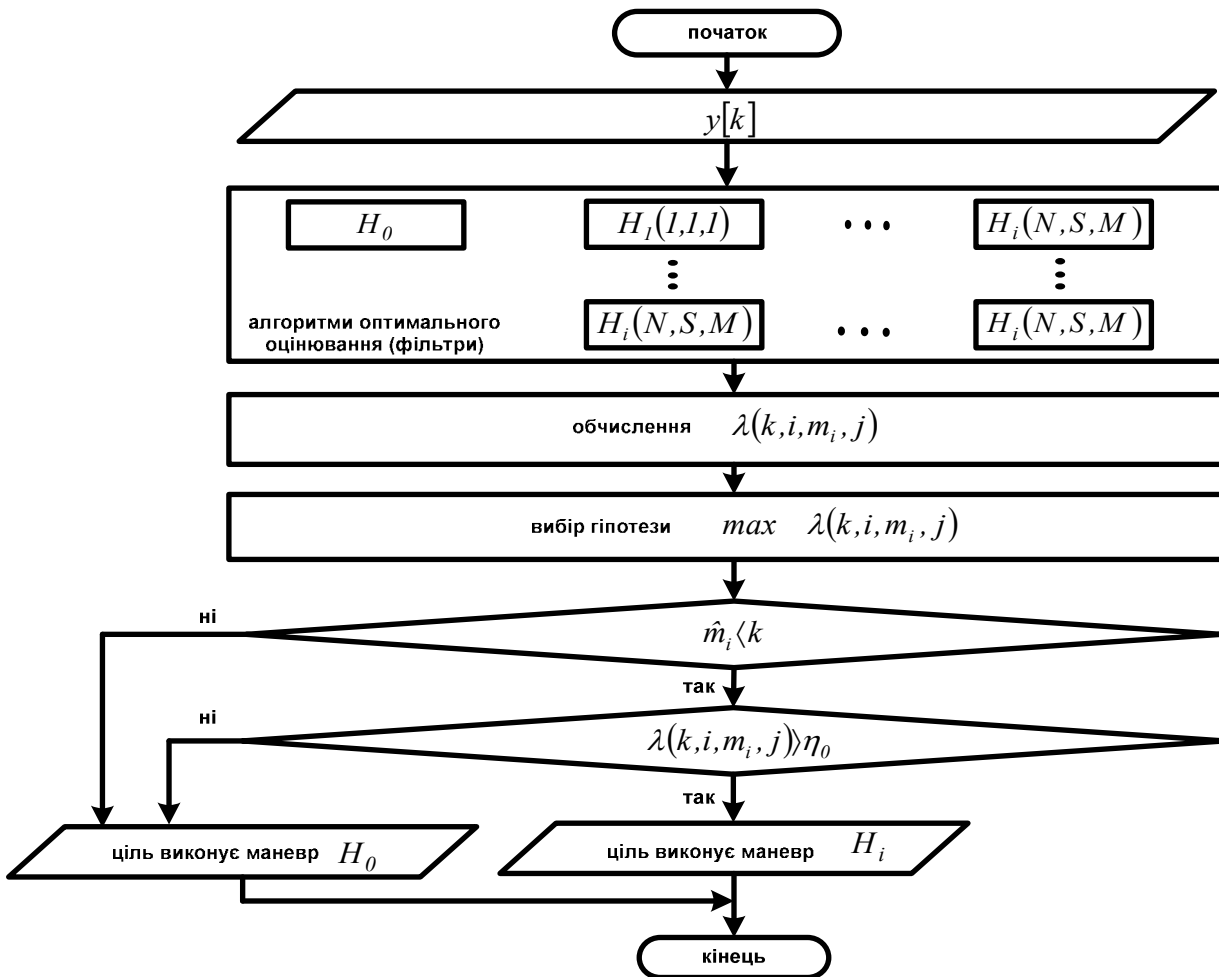 початок
y[k]
H₀ H₁(1,1,1) • • • Hᵢ(N,S,M)
алгоритми оптимального
оцінювання (фільтри)
Hᵢ(N,S,M) • • • Hᵢ(N,S,M)
обчислення λ(k,i,mᵢ,j)
вибір гіпотези max λ(k,i,mᵢ,j)
ні
m̂ᵢ⟨k
так
ні
λ(k,i,mᵢ,j)⟩η₀
так
ціль виконує маневр H₀
ціль виконує маневр Hᵢ
кінець